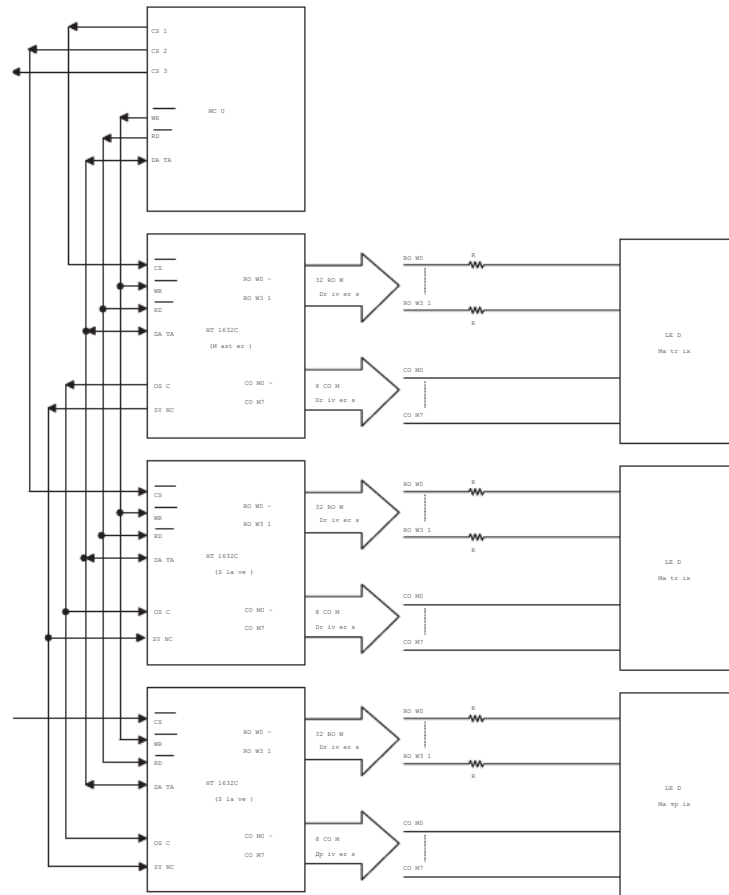 CS 1
CS 2
CS 3
MC U
WR
RD
DA TA
CS
WR
RD
DA TA
OS C
SY NC
RO W0 ~
RO W3 1
HT 1632C
(M ast er )
CO M0 ~
CO M7
32 RO W
Dr iv er s
8 CO M
Dr iv er s
RO W0
R
RO W3 1
R
CO M0
CO M7
LE D
Ma tr ix
CS
WR
RD
DA TA
OS C
SY NC
RO W0 ~
RO W3 1
HT 1632C
(S la ve )
CO M0 ~
CO M7
32 RO W
Dr iv er s
8 CO M
Dr iv er s
RO W0
R
RO W3 1
R
CO M0
CO M7
LE D
Ma tr ix
CS
WR
RD
DA TA
OS C
SY NC
RO W0 ~
RO W3 1
HT 1632C
(S la ve )
CO M0 ~
CO M7
32 RO W
Dr iv er s
8 CO M
Др iv er s
RO W0
R
RO W3 1
R
CO M0
CO M7
LE D
Ma тр ix